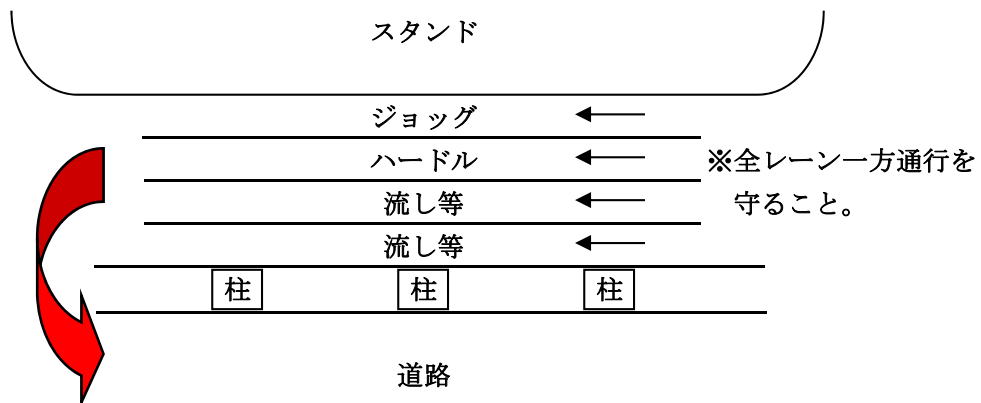 スタンド
ジョッグ
ハードル
※全レーン一方通行を
流し等
守ること。
流し等
柱 柱 柱
道路